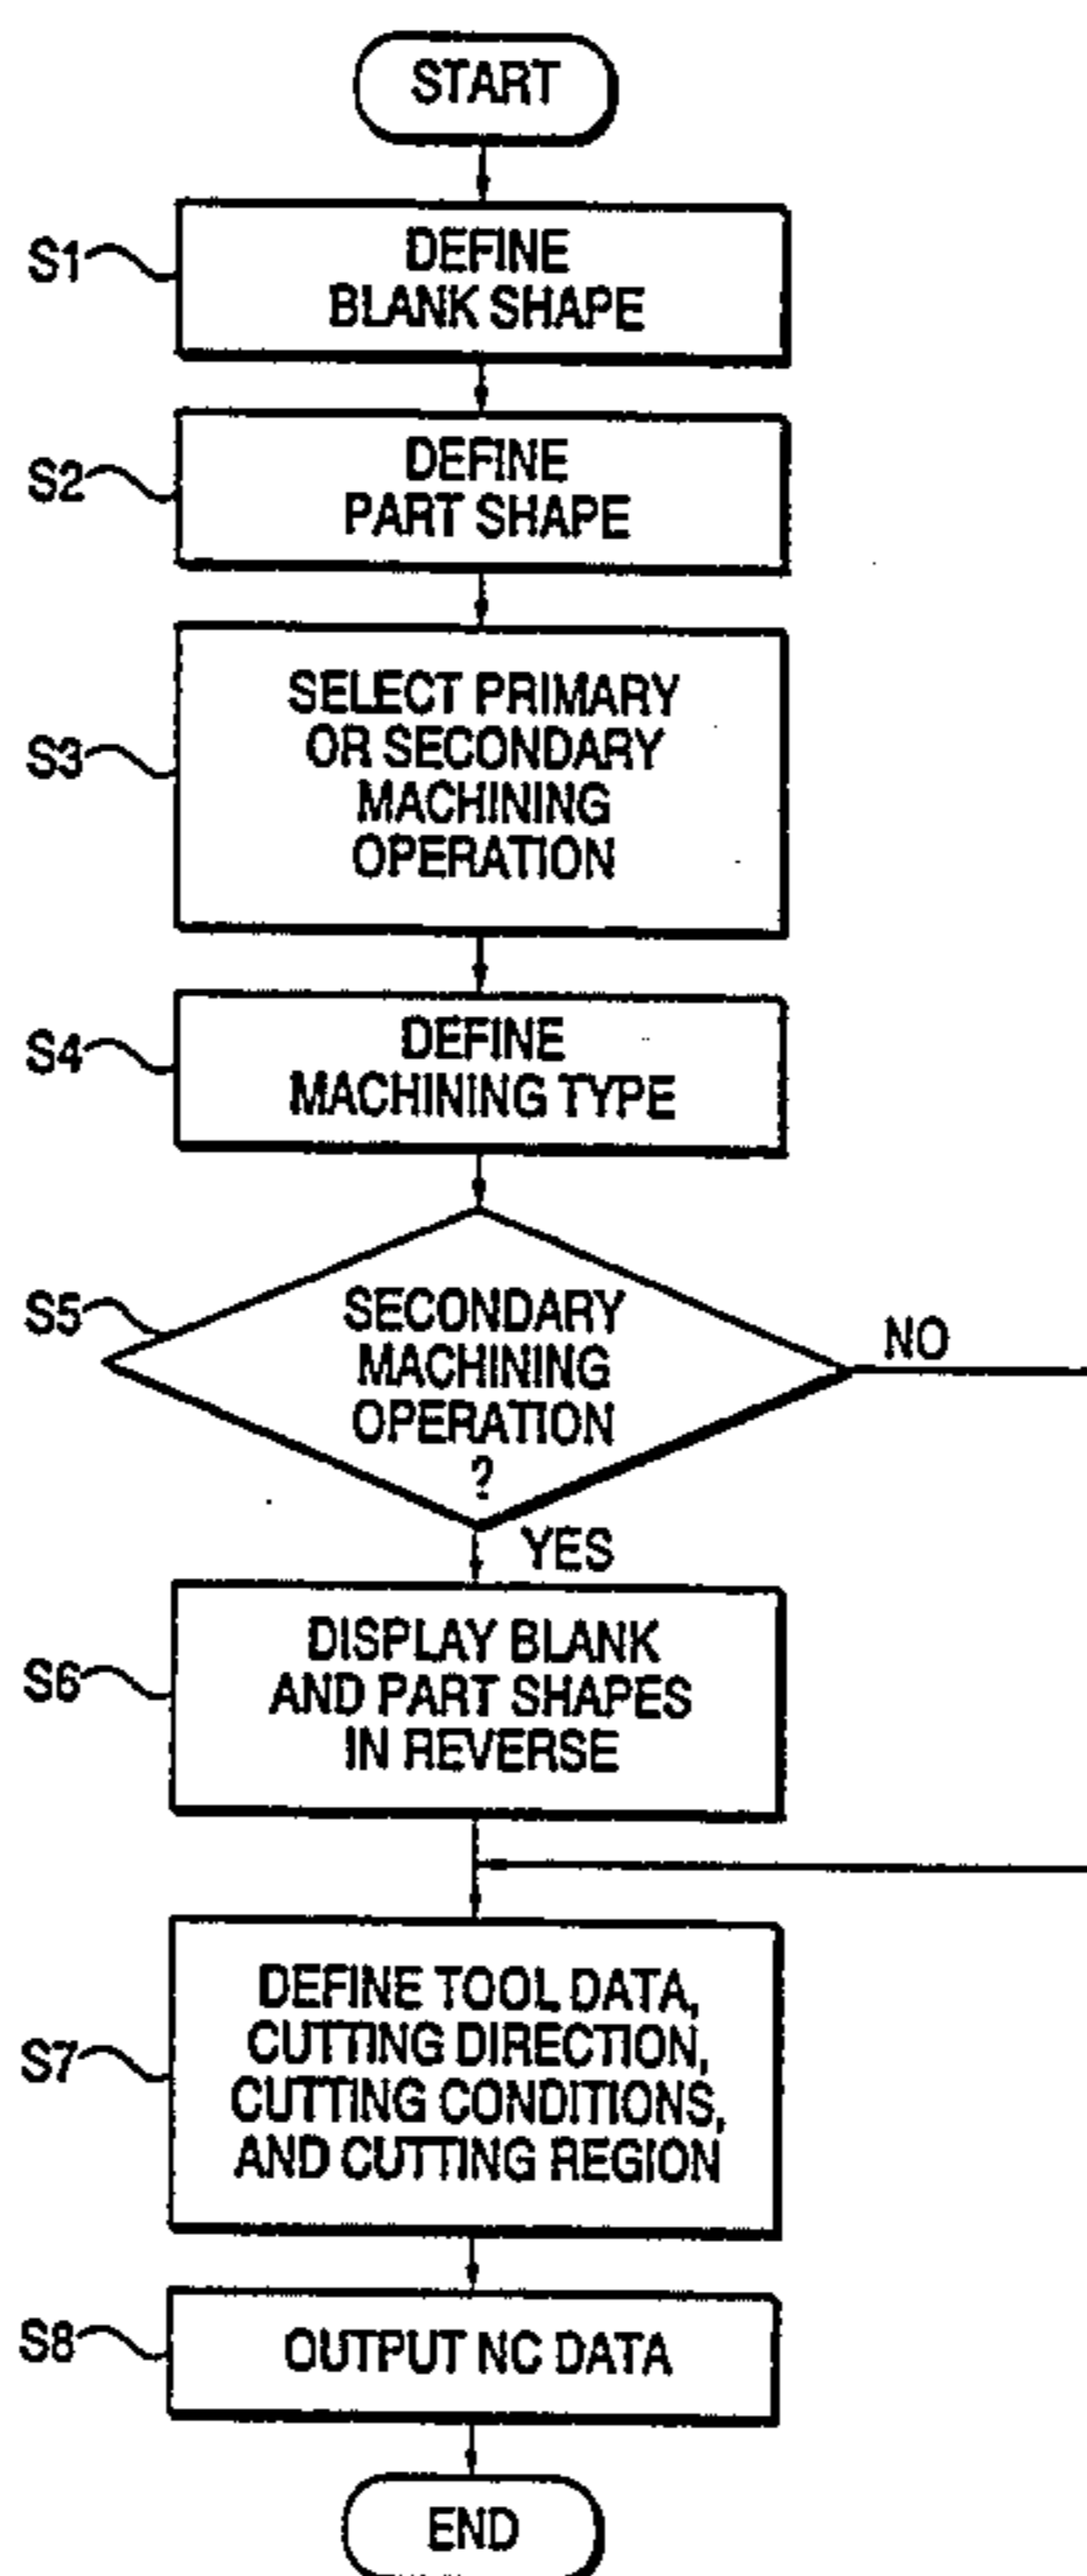 START
S1
DEFINE
BLANK SHAPE
S2
DEFINE
PART SHAPE
S3
SELECT PRIMARY
OR SECONDARY
MACHINING
OPERATION
S4
DEFINE
MACHINING TYPE
S5
SECONDARY
MACHINING
OPERATION
?
NO
YES
S6
DISPLAY BLANK
AND PART SHAPES
IN REVERSE
S7
DEFINE TOOL DATA,
CUTTING DIRECTION,
CUTTING CONDITIONS,
AND CUTTING REGION
S8
OUTPUT NC DATA
END